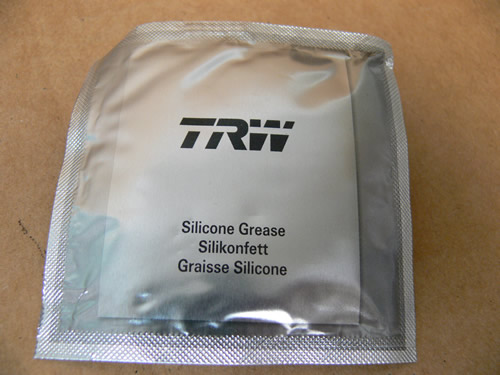 TRW
Silicone Grease
Silikonfett
Graisse Silicone